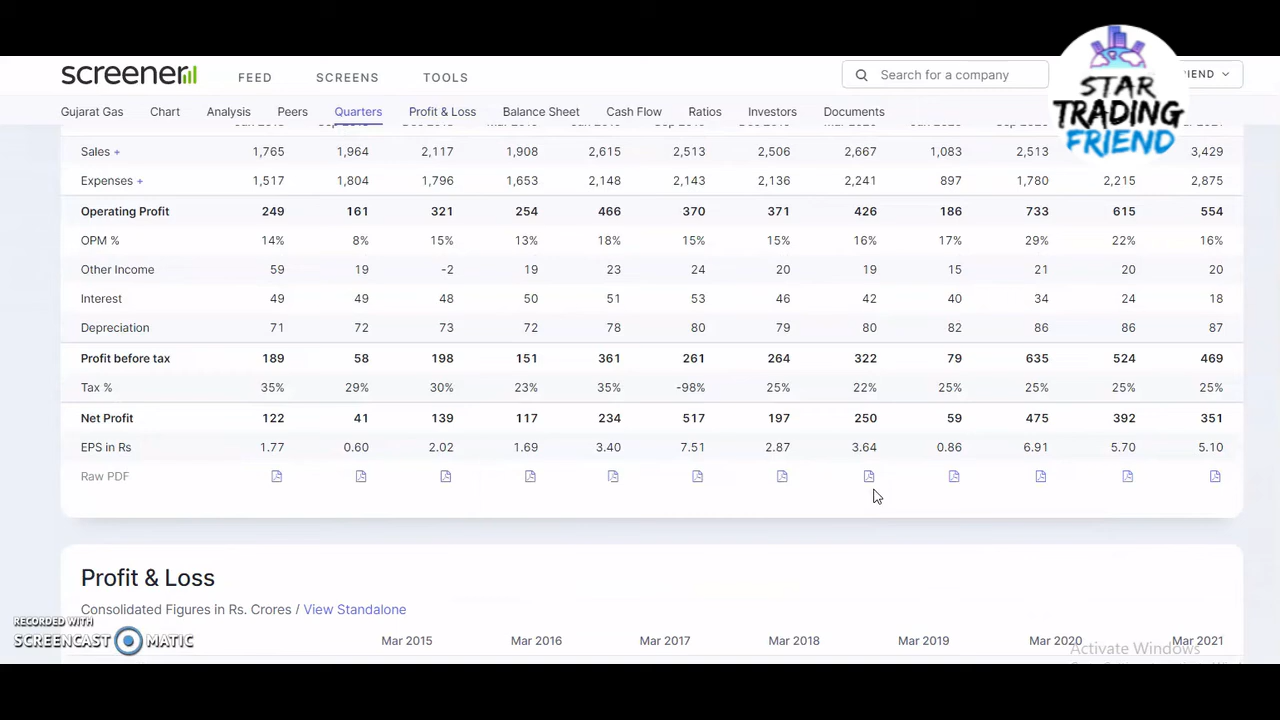 STAR
TRADING
FRIEND
screener
FEED SCREENS TOOLS
Search for a company
IEND
Gujarat Gas Chart Analysis Peers Quarters Profit & Loss Balance Sheet Cash Flow Ratios Investors Documents
Sales + 1,765 1,964 2,117 1,908 2,615 2,513 2,506 2,667 1,083 2,513 3,429
Expenses + 1,517 1,804 1,796 1,653 2,148 2,143 2,136 2,241 897 1,780 2,215 2,875
Operating Profit 249 161 321 254 466 370 371 426 186 733 615 554
OPM % 14% 8% 15% 13% 18% 15% 15% 16% 17% 29% 22% 16%
Other Income 59 19 -2 19 23 24 20 19 15 21 20 20
Interest 49 49 48 50 51 53 46 42 40 34 24 18
Depreciation 71 72 73 72 78 80 79 80 82 86 86 87
Profit before tax 189 58 198 151 361 261 264 322 79 635 524 469
Tax % 35% 29% 30% 23% 35% -98% 25% 22% 25% 25% 25% 25%
Net Profit 122 41 139 117 234 517 197 250 59 475 392 351
EPS in Rs 1.77 0.60 2.02 1.69 3.40 7.51 2.87 3.64 0.86 6.91 5.70 5.10
Raw PDF
Profit & Loss
Consolidated Figures in Rs. Crores / View Standalone
RECORDED WITH
SCREENCAST MATIC
Mar 2015 Mar 2016 Mar 2017 Mar 2018 Mar 2019 Mar 2020 Mar 2021
Activate Windows